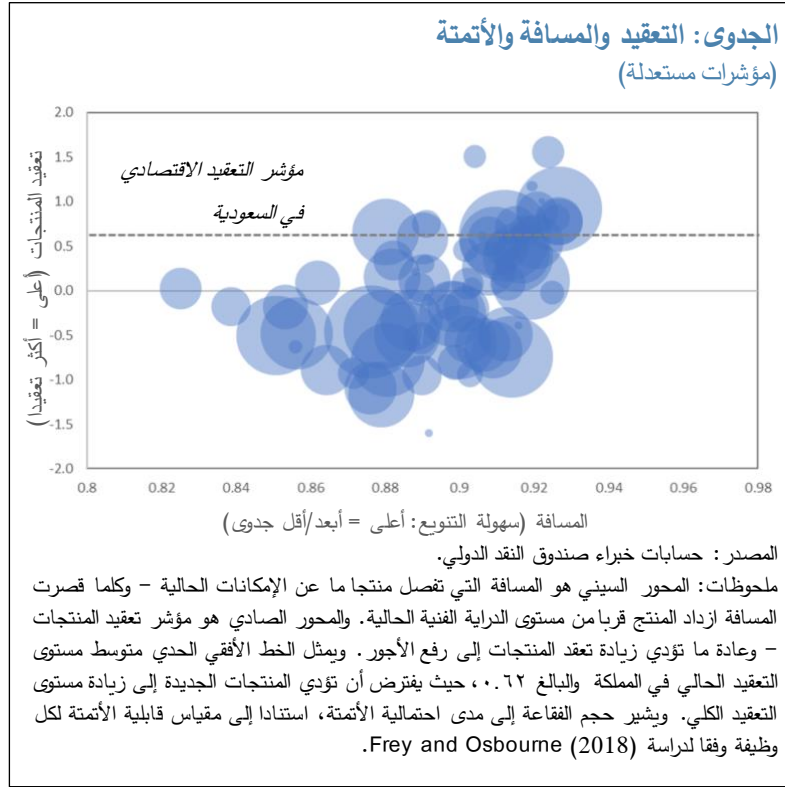 الجدوى: التعقيد والمسافة والأتمتة
(مؤشرات مستعدلة)
2.0
1.5
1.0
0.5
0.0
-0.5
-1.0
-1.5
-2.0
تعقيد المنتجات (أعلى = أكثر تعقيدا)
مؤشر التعقيد الاقتصادي
في السعودية
0.8 0.82 0.84 0.86 0.88 0.9 0.92 0.94 0.96 0.98
المسافة (سهولة التنويع: أعلى = أبعد/أقل جدوى)
المصدر: حسابات خبراء صندوق النقد الدولي.
ملحوظات: المحور السيني هو المسافة التي تفصل منتجا ما عن الإمكانات الحالية – وكلما قصرت
المسافة ازداد المنتج قربا من مستوى الدراية الفنية الحالية. والمحور الصادي هو مؤشر تعقيد المنتجات
– وعادة ما تؤدي زيادة تعقد المنتجات إلى رفع الأجور. ويمثل الخط الأفقي الحدي متوسط مستوى
التعقيد الحالي في المملكة والبالغ ٠.٦٢، حيث يفترض أن تؤدي المنتجات الجديدة إلى زيادة مستوى
التعقيد الكلي. ويشير حجم الفقاعة إلى مدى احتمالية الأتمتة، استنادا إلى مقياس قابلية الأتمتة لكل
وظيفة وفقا لدراسة Frey and Osbourne (2018).